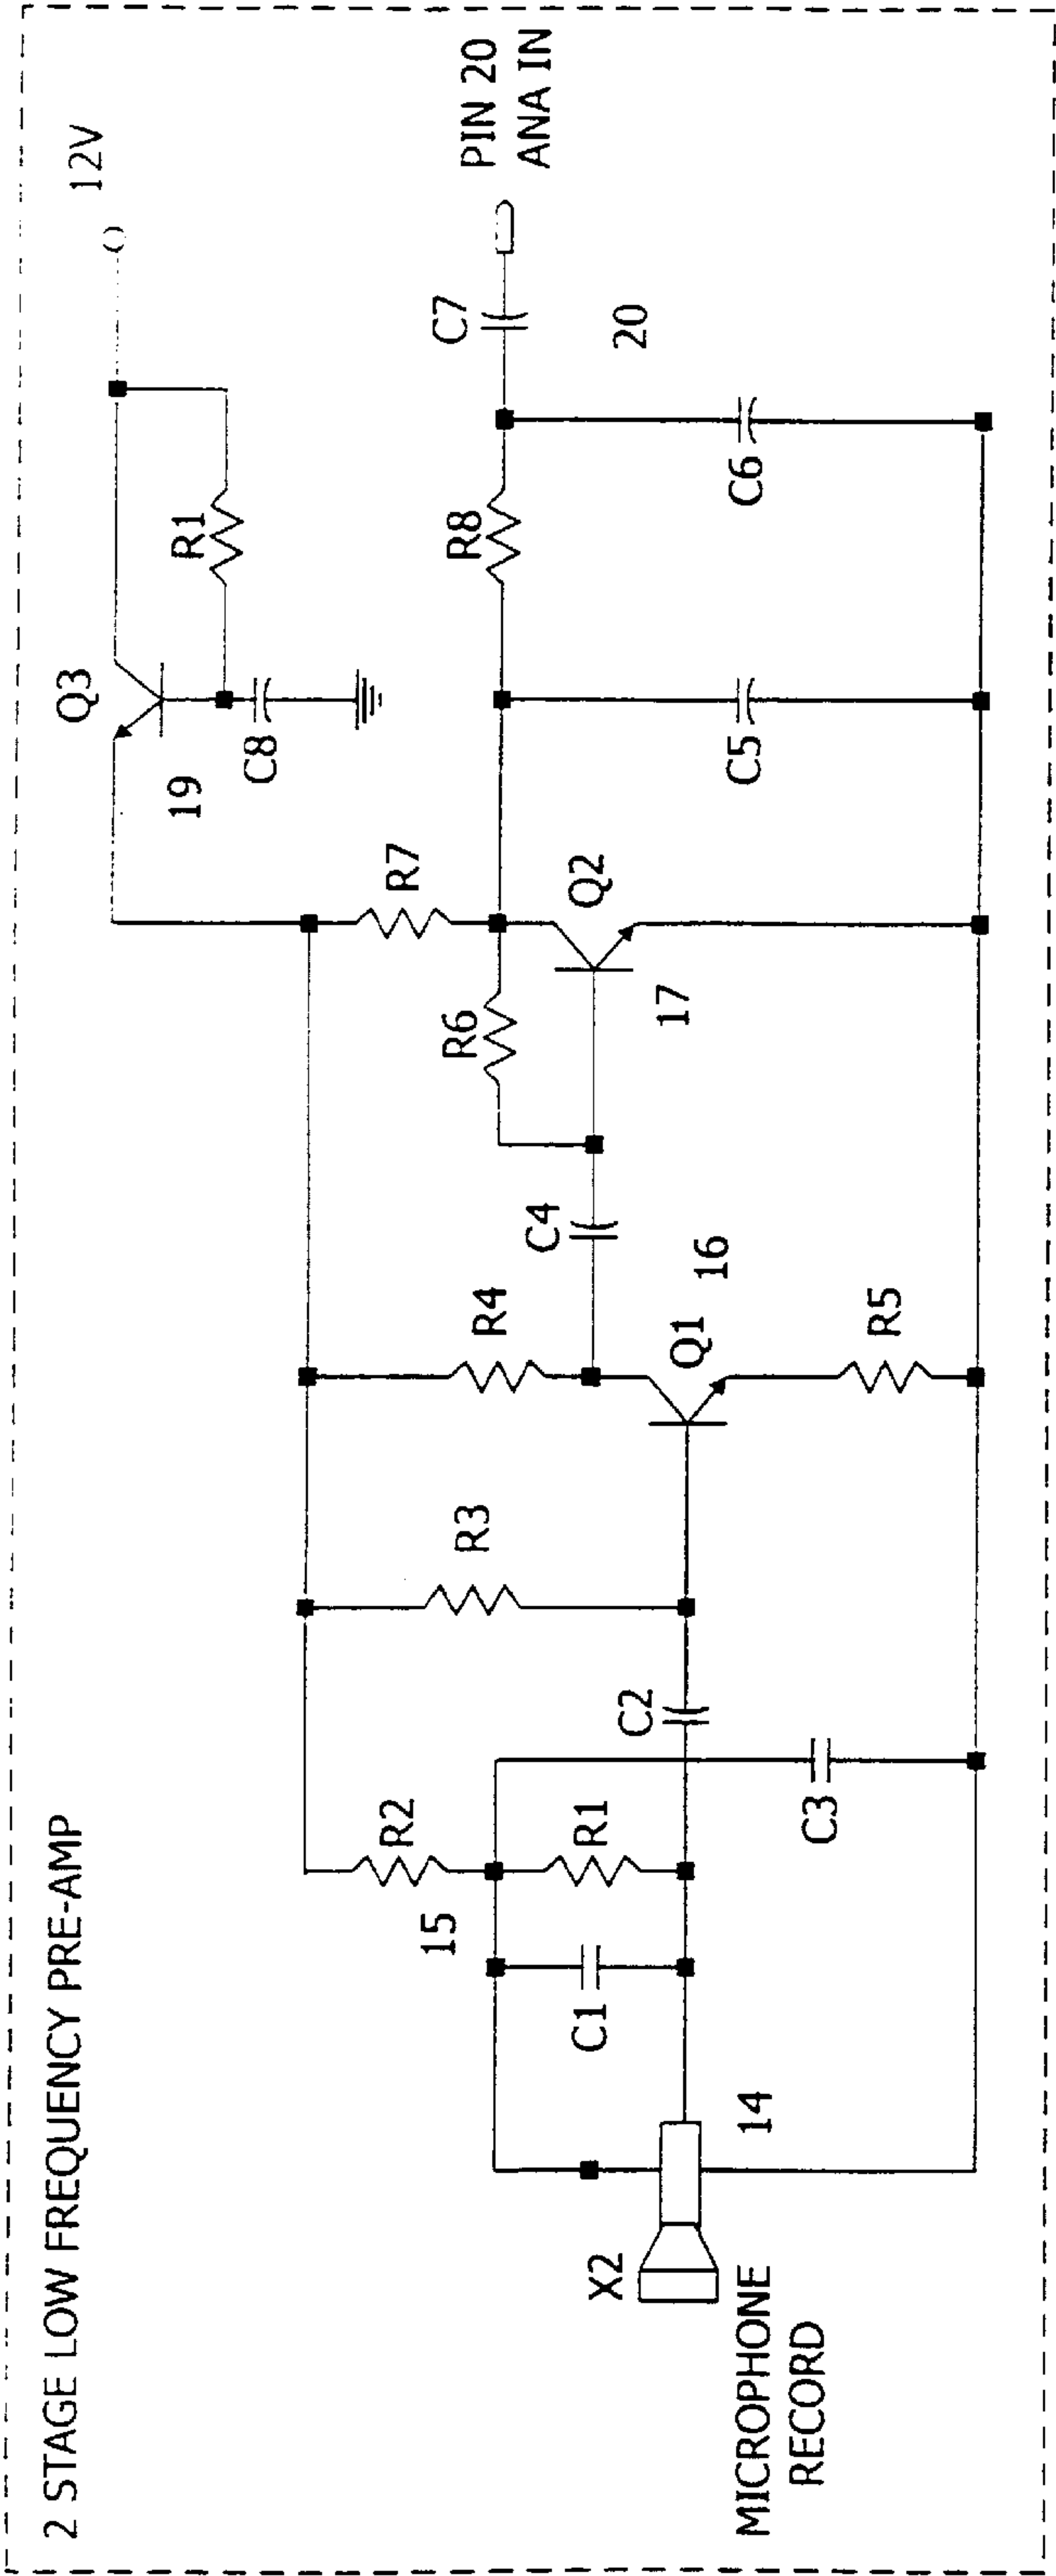 2 STAGE LOW FREQUENCY PRE-AMP
12V
Q3
R1
19
C8
PIN 20
ANA IN
C7
R8
20
R7
R6
Q2
17
C5
C6
C4
R4
Q1
16
R5
R3
R2
15
R1
C2
C1
C3
X2
14
MICROPHONE
RECORD